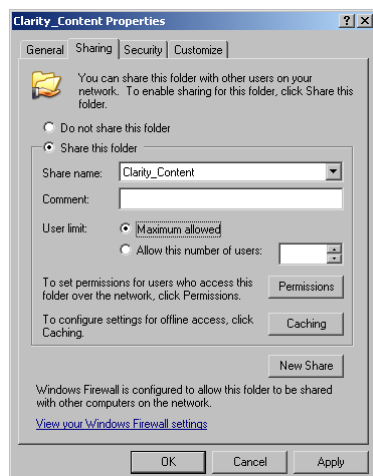 Clarity_Content Properties
General Sharing Security Customize
You can share this folder with other users on your
network. To enable sharing for this folder, click Share this
folder.
Do not share this folder
Share this folder
Share name: Clarity_Content
Comment:
User limit: Maximum allowed
Allow this number of users:
To set permissions for users who access this
folder over the network, click Permissions.
Permissions
To configure settings for offline access, click
Caching.
Caching
New Share
Windows Firewall is configured to allow this folder to be shared
with other computers on the network.
View your Windows Firewall settings
OK Cancel Apply